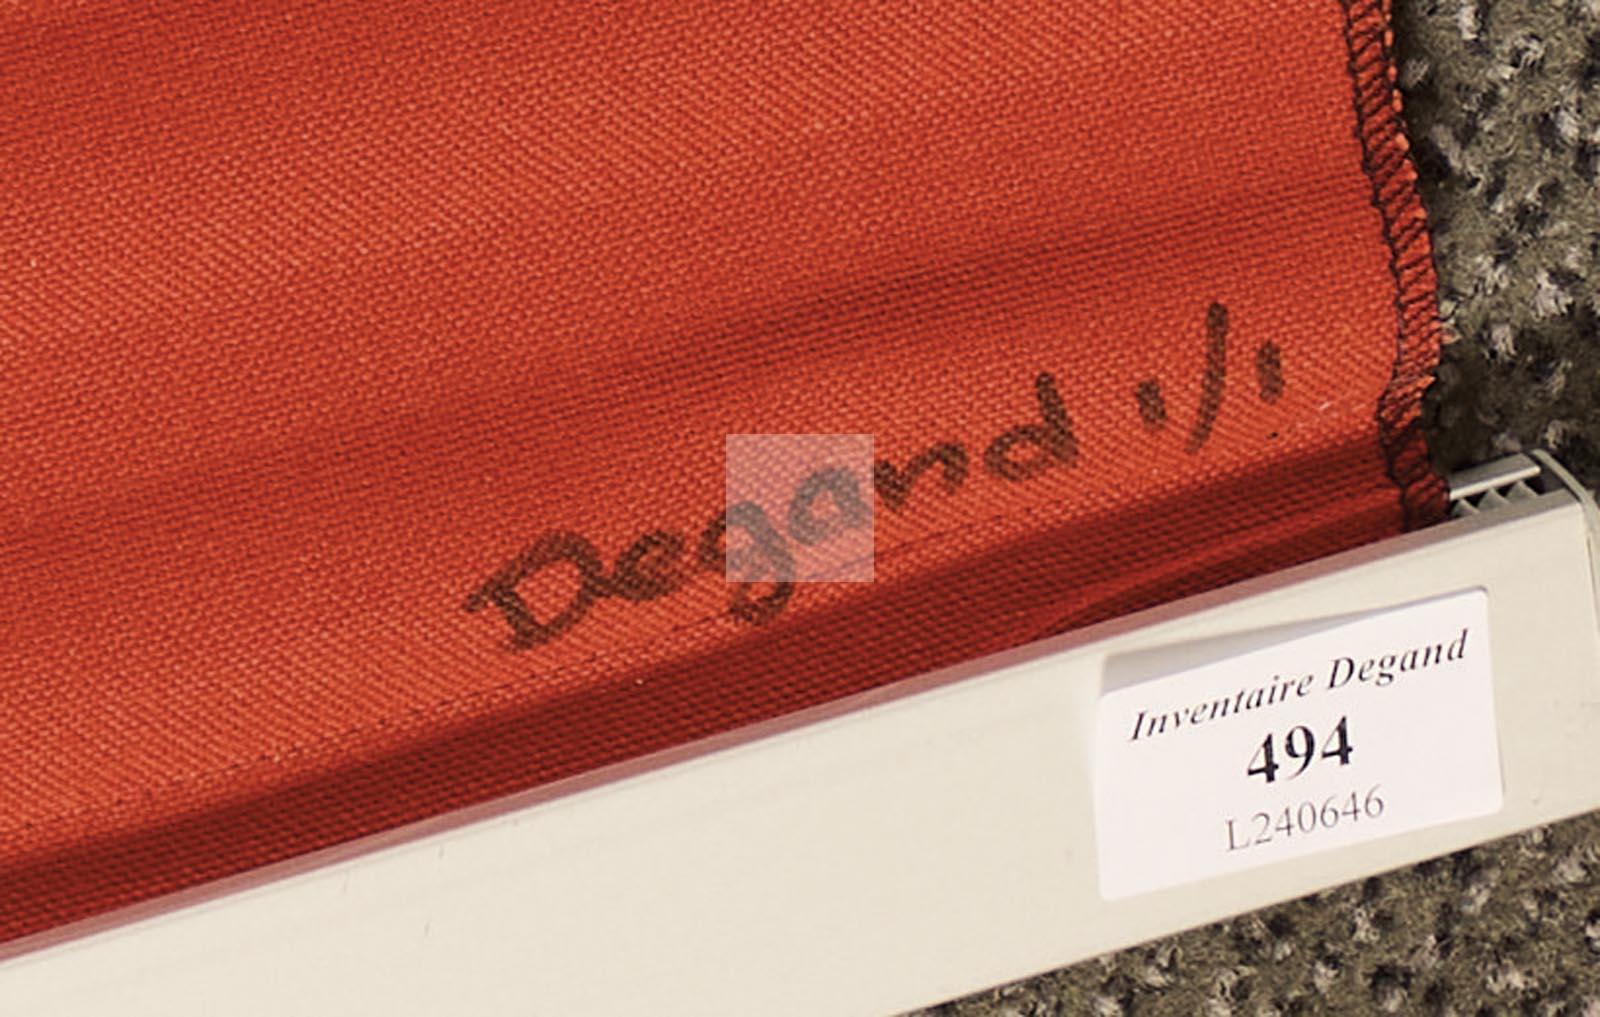 Degand 1/1
Inventaire Degand
494
L240646